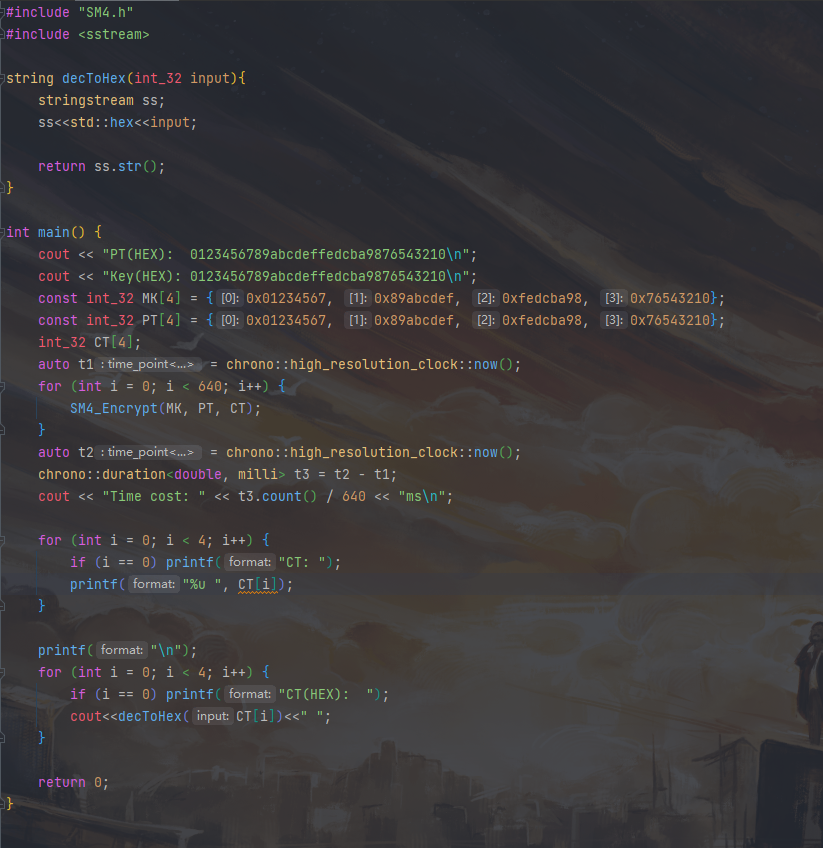 #include "SM4.h"
#include <sstream>

string decToHex(int_32 input){
    stringstream ss;
    ss<<std::hex<<input;

    return ss.str();
}

int main() {
    cout << "PT(HEX):  0123456789abcdeffedcba9876543210\n";
    cout << "Key(HEX): 0123456789abcdeffedcba9876543210\n";
    const int_32 MK[4] = {[0]: 0x01234567, [1]: 0x89abcdef, [2]: 0xfedcba98, [3]: 0x76543210};
    const int_32 PT[4] = {[0]: 0x01234567, [1]: 0x89abcdef, [2]: 0xfedcba98, [3]: 0x76543210};
    int_32 CT[4];
    auto t1 : time_point<...> = chrono::high_resolution_clock::now();
    for (int i = 0; i < 640; i++) {
        SM4_Encrypt(MK, PT, CT);
    }
    auto t2 : time_point<...> = chrono::high_resolution_clock::now();
    chrono::duration<double, milli> t3 = t2 - t1;
    cout << "Time cost: " << t3.count() / 640 << "ms\n";

    for (int i = 0; i < 4; i++) {
        if (i == 0) printf( format: "CT: ");
        printf( format: "%u ", CT[i]);
    }

    printf( format: "\n");
    for (int i = 0; i < 4; i++) {
        if (i == 0) printf( format: "CT(HEX):  ");
        cout<<decToHex( input: CT[i])<<" ";
    }

    return 0;
}